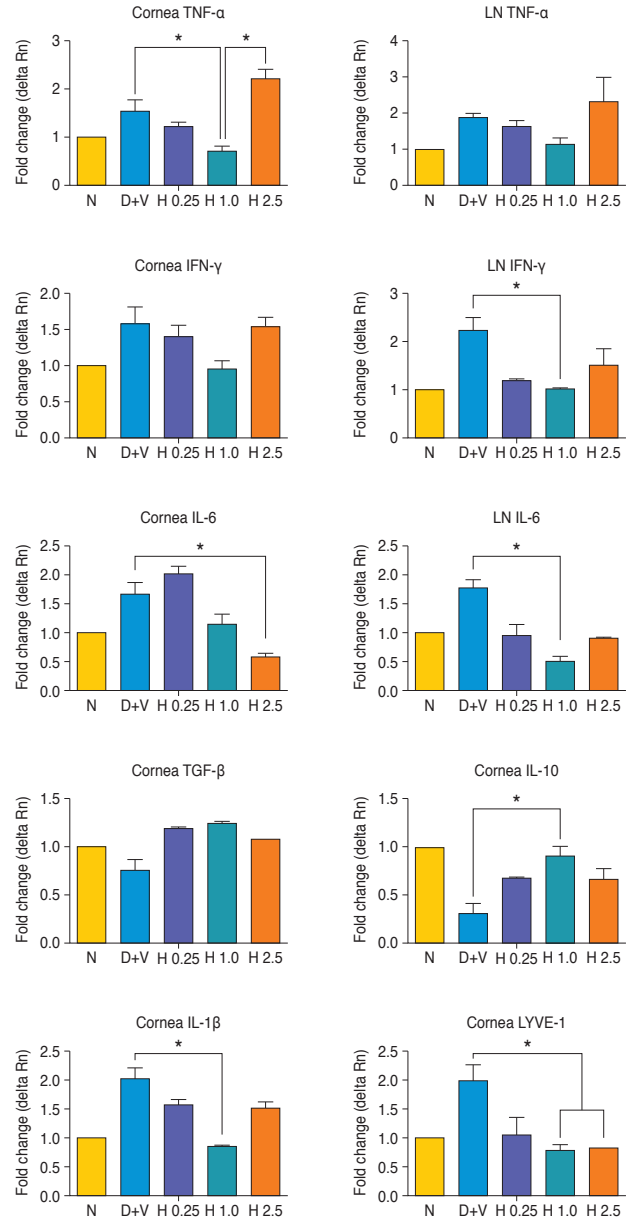 Cornea TNF-α
Fold change (delta Rn)
3
2
1
0
*
*
N D+V H 0.25 H 1.0 H 2.5
LN TNF-α
Fold change (delta Rn)
4
3
2
1
0
N D+V H 0.25 H 1.0 H 2.5
Cornea IFN-γ
Fold change (delta Rn)
2.0
1.5
1.0
0.5
0.0
N D+V H 0.25 H 1.0 H 2.5
LN IFN-γ
Fold change (delta Rn)
3
2
1
0
*
N D+V H 0.25 H 1.0 H 2.5
Cornea IL-6
Fold change (delta Rn)
2.5
2.0
1.5
1.0
0.5
0.0
*
N D+V H 0.25 H 1.0 H 2.5
LN IL-6
Fold change (delta Rn)
2.5
2.0
1.5
1.0
0.5
0.0
*
N D+V H 0.25 H 1.0 H 2.5
Cornea TGF-β
Fold change (delta Rn)
1.5
1.0
0.5
0.0
N D+V H 0.25 H 1.0 H 2.5
Cornea IL-10
Fold change (delta Rn)
1.5
1.0
0.5
0.0
*
N D+V H 0.25 H 1.0 H 2.5
Cornea IL-1β
Fold change (delta Rn)
2.5
2.0
1.5
1.0
0.5
0.0
*
N D+V H 0.25 H 1.0 H 2.5
Cornea LYVE-1
Fold change (delta Rn)
2.5
2.0
1.5
1.0
0.5
0.0
*
N D+V H 0.25 H 1.0 H 2.5